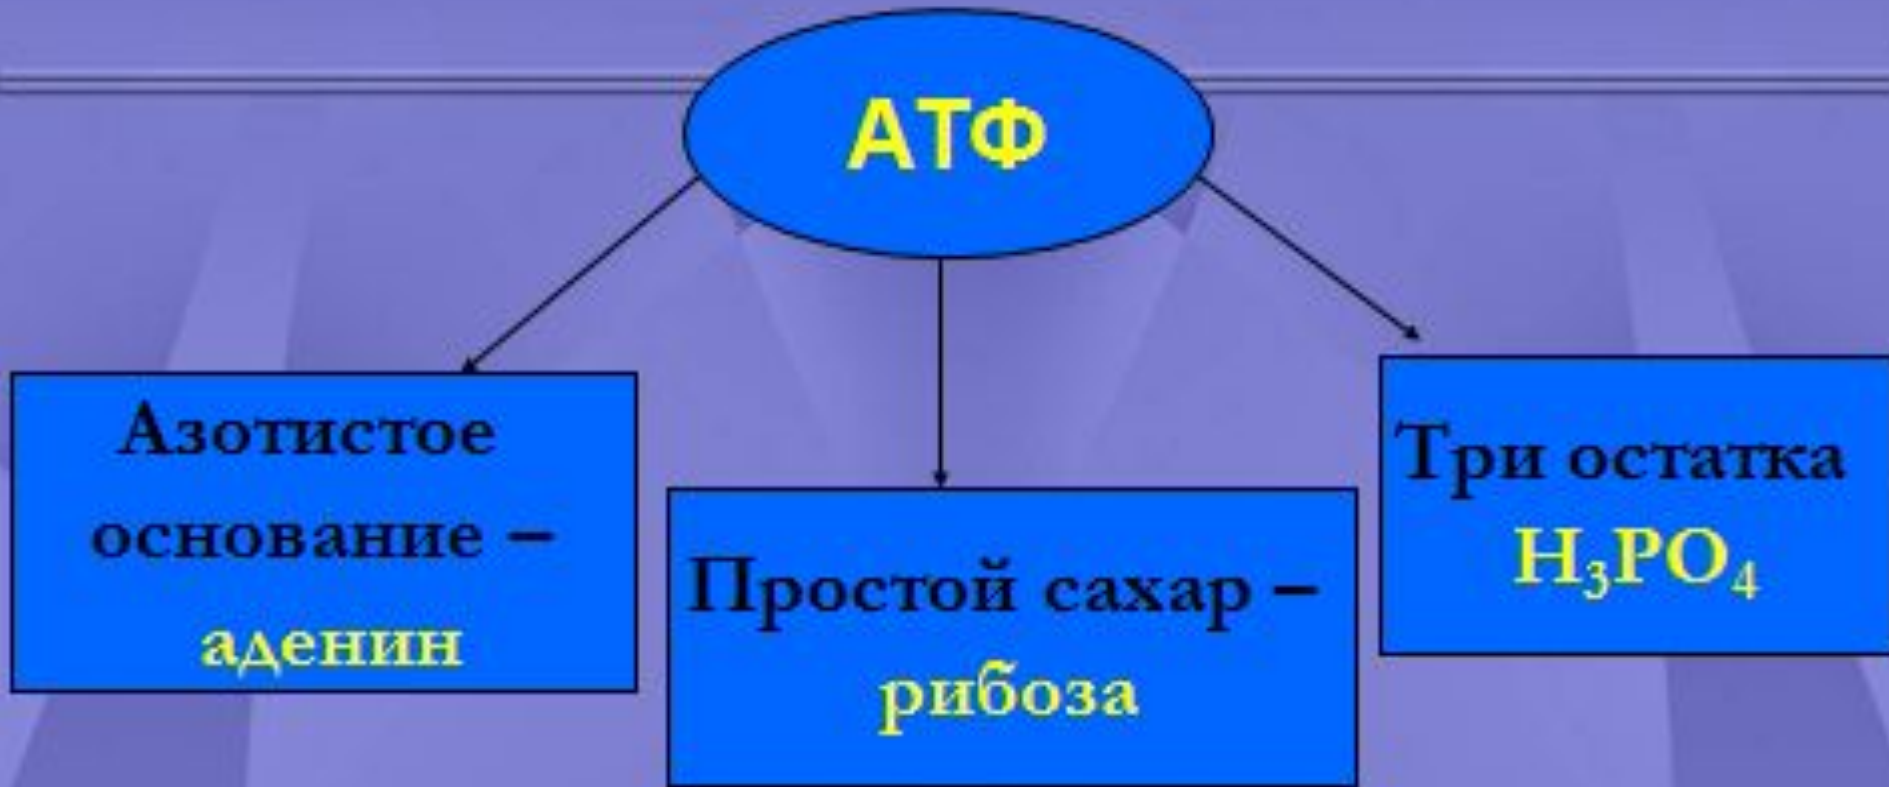 АТФ
Азотистое
основание –
аденин
Простой сахар –
рибоза
Три остатка
H₃PO₄